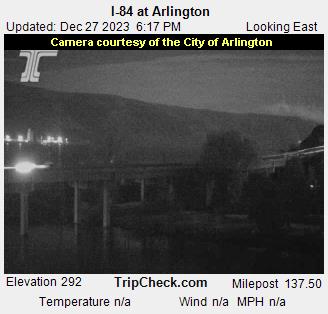 I-84 at Arlington
Updated: Dec 27 2023 6:17 PM Looking East
Camera courtesy of the City of Arlington
Elevation 292 TripCheck.com Milepost 137.50
Temperature n/a Wind n/a MPH n/a